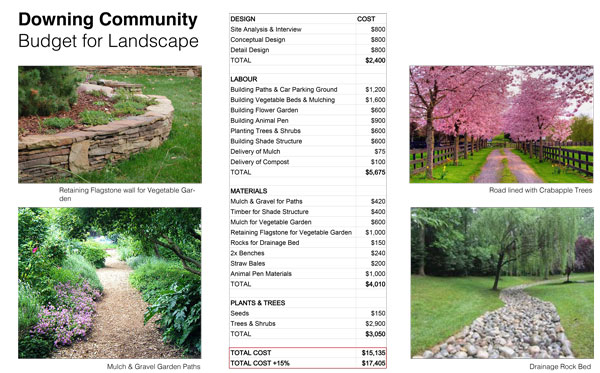 Downing Community
Budget for Landscape
Retaining Flagstone wall for Vegetable Gar-
den
Mulch & Gravel Garden Paths
DESIGN COST
Site Analysis & Interview $800
Conceptual Design $800
Detail Design $800
TOTAL $2,400
LABOUR
Building Paths & Car Parking Ground $1,200
Building Vegetable Beds & Mulching $1,600
Building Flower Garden $600
Building Animal Pen $900
Planting Trees & Shrubs $600
Building Shade Structure $600
Delivery of Mulch $75
Delivery of Compost $100
TOTAL $5,675
MATERIALS
Mulch & Gravel for Paths $420
Timber for Shade Structure $400
Mulch for Vegetable Garden $600
Retaining Flagstone for Vegetable Garden $1,000
Rocks for Drainage Bed $150
2x Benches $240
Straw Bales $200
Animal Pen Materials $1,000
TOTAL $4,010
PLANTS & TREES
Seeds $150
Trees & Shrubs $2,900
TOTAL $3,050
TOTAL COST $15,135
TOTAL COST +15% $17,405
Road lined with Crabapple Trees
Drainage Rock Bed